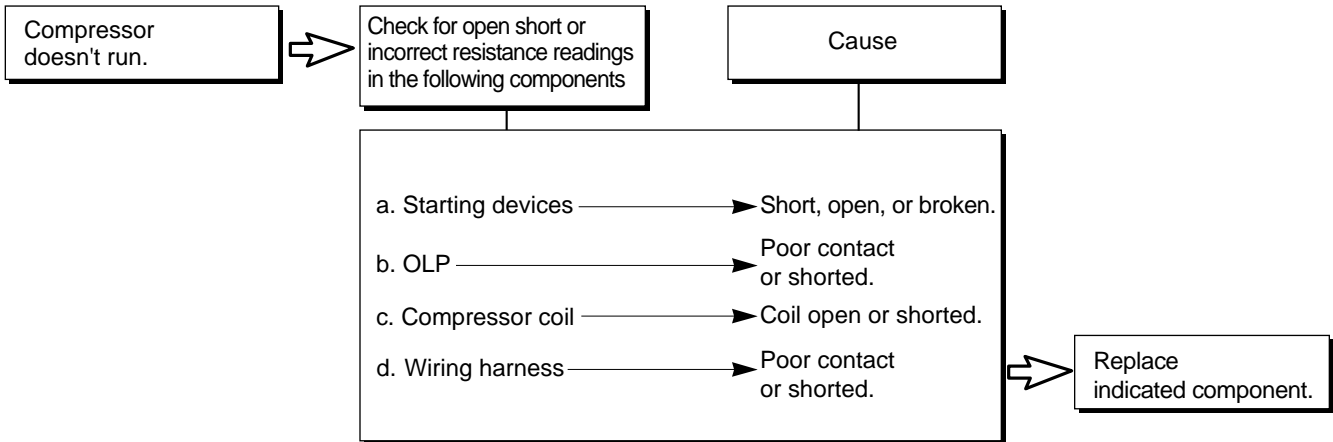 Compressor
doesn't run.
Check for open short or
incorrect resistance readings
in the following components
Cause
a. Starting devices
Short, open, or broken.
b. OLP
Poor contact
or shorted.
c. Compressor coil
Coil open or shorted.
d. Wiring harness
Poor contact
or shorted.
Replace
indicated component.